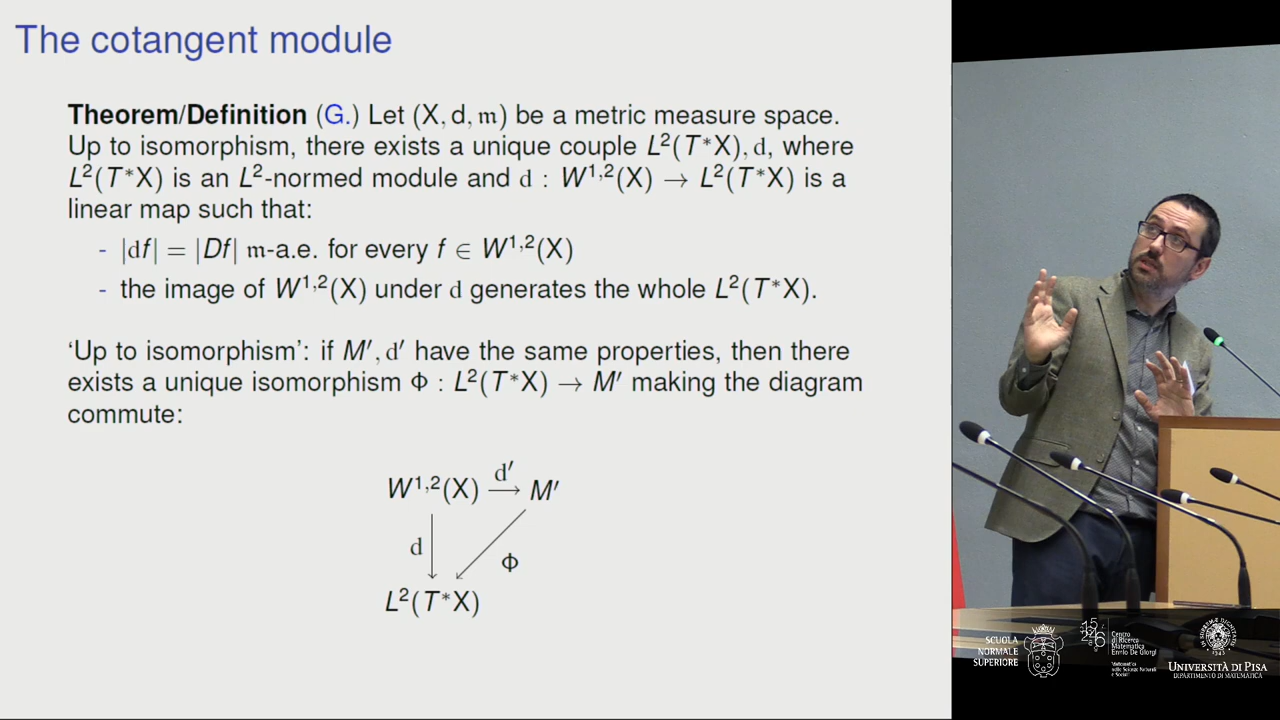 The cotangent module
Theorem/Definition (G.) Let (X, d, 𝔪) be a metric measure space.
Up to isomorphism, there exists a unique couple L²(T*X), d, where
L²(T*X) is an L²-normed module and d : W¹,²(X) → L²(T*X) is a
linear map such that:
- |df| = |Df| 𝔪-a.e. for every f ∈ W¹,²(X)
- the image of W¹,²(X) under d generates the whole L²(T*X).
‘Up to isomorphism’: if M′, d′ have the same properties, then there
exists a unique isomorphism Φ : L²(T*X) → M′ making the diagram
commute:
d′
W¹,²(X) → M′
d
Φ
L²(T*X)
SCUOLA
NORMALE
SUPERIORE
Centro
di Ricerca
Matematica
Ennio De Giorgi
UNIVERSITÀ DI PISA
DIPARTIMENTO DI MATEMATICA